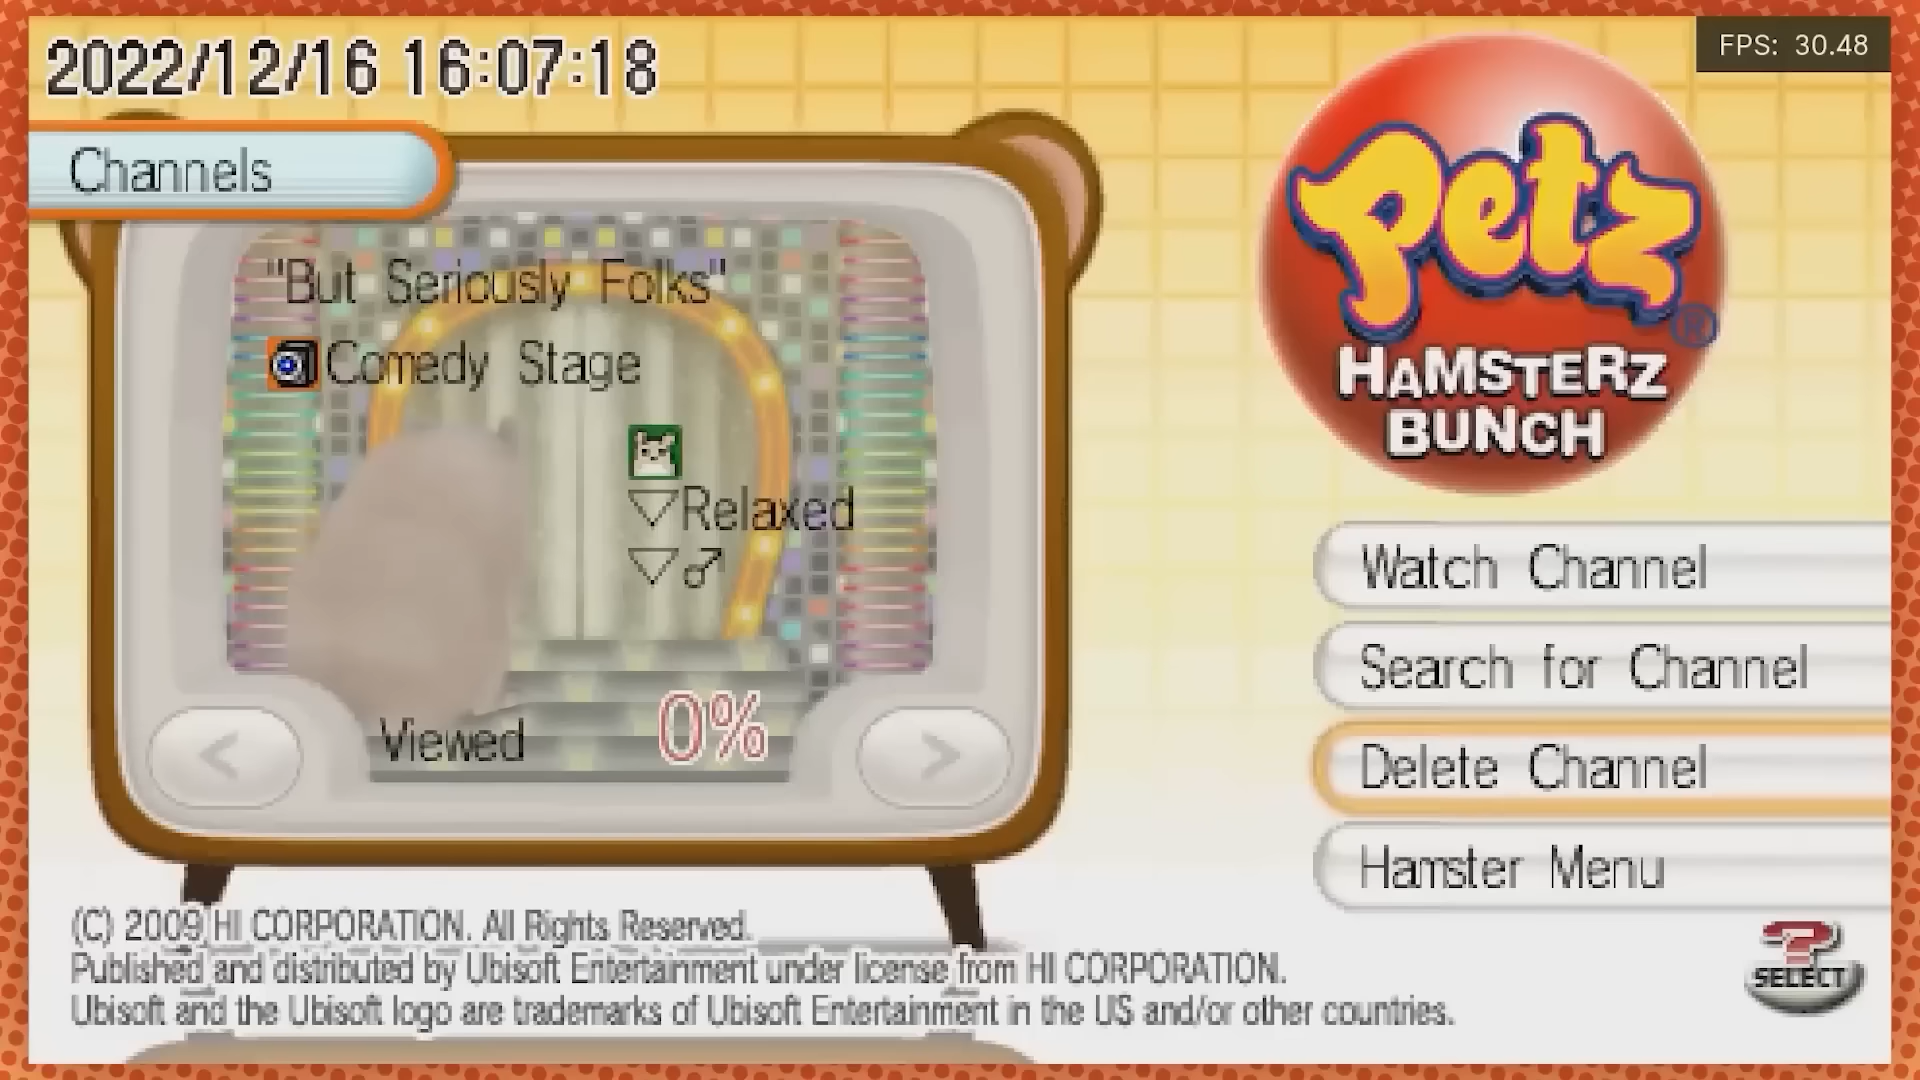 2022/12/16 16:07:18
FPS: 30.48
Channels
"But Seriously Folks"
Comedy Stage
Relaxed
♂
Viewed 0%
<
>
Petz®
HAMSTERZ
BUNCH
Watch Channel
Search for Channel
Delete Channel
Hamster Menu
?
SELECT
(C) 2009 HI CORPORATION. All Rights Reserved.
Published and distributed by Ubisoft Entertainment under license from HI CORPORATION.
Ubisoft and the Ubisoft logo are trademarks of Ubisoft Entertainment in the US and/or other countries.